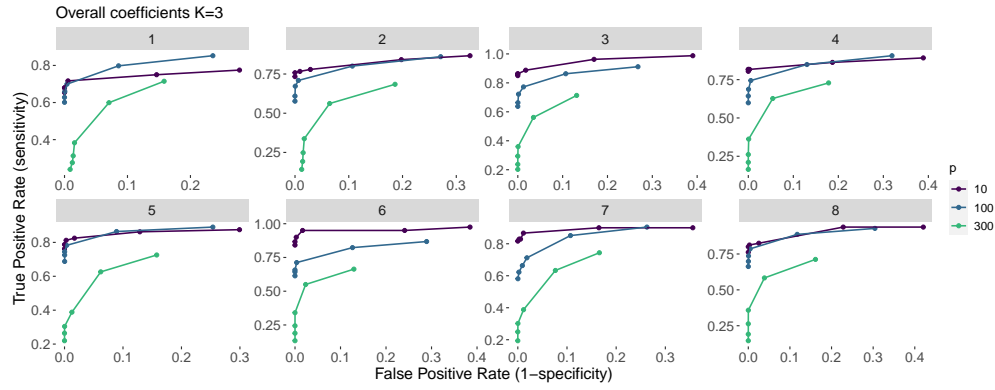 Overall coefficients K=3
1 2 3 4
0.8 0.6 0.4
0.75 0.50 0.25
1.0 0.8 0.6 0.4 0.2
0.75 0.50 0.25
0.0 0.1 0.2
0.0 0.1 0.2 0.3
0.0 0.1 0.2 0.3 0.4
0.0 0.1 0.2 0.3 0.4
5 6 7 8
0.8 0.6 0.4 0.2
1.00 0.75 0.50 0.25
0.8 0.6 0.4 0.2
0.75 0.50 0.25
0.0 0.1 0.2 0.3
0.0 0.1 0.2 0.3 0.4
0.0 0.1 0.2 0.3
0.0 0.1 0.2 0.3 0.4
True Positive Rate (sensitivity)
False Positive Rate (1−specificity)
p
10
100
300